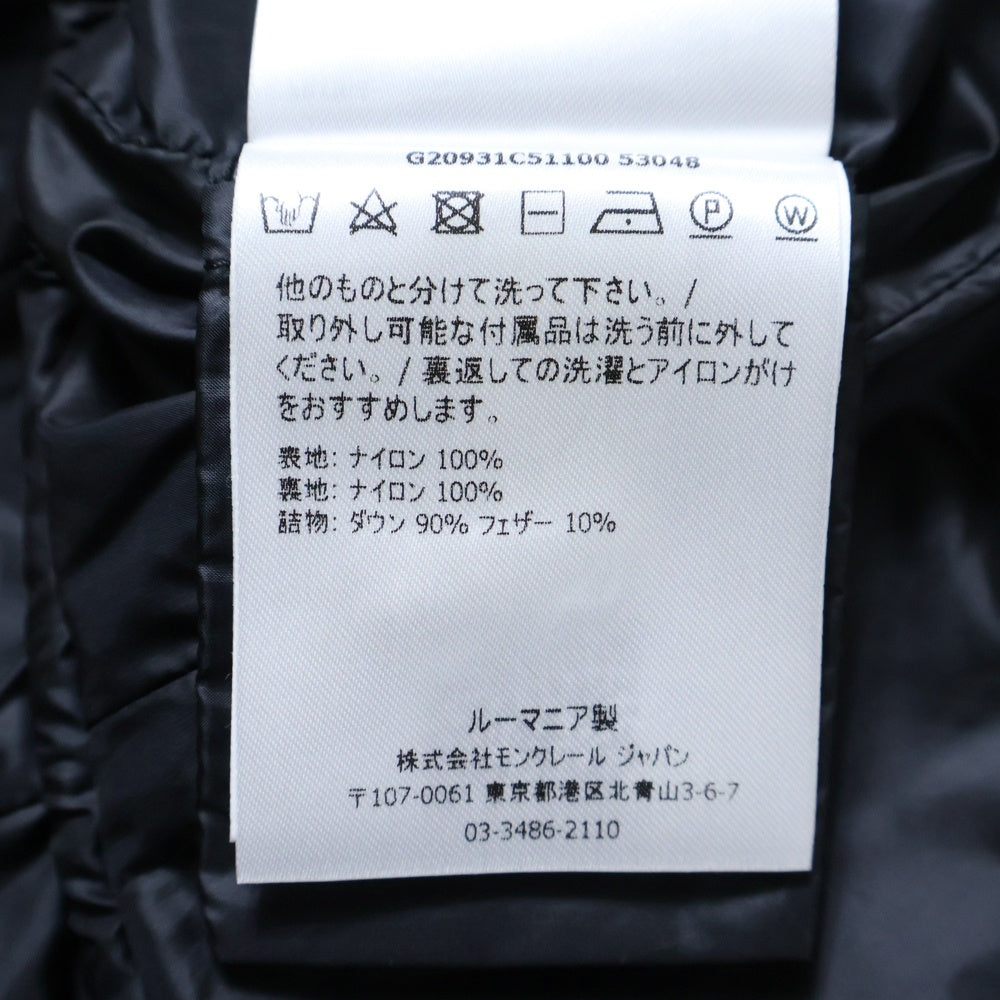 G20931C51100 53048
P W
他のものと分けて洗って下さい。/
取り外し可能な付属品は洗う前に外して
ください。/ 裏返しての洗濯とアイロンがけ
をおすすめします。
表地: ナイロン 100%
裏地: ナイロン 100%
詰物: ダウン 90% フェザー 10%
ルーマニア製
株式会社モンクレール ジャパン
〒107-0061 東京都港区北青山3-6-7
03-3486-2110